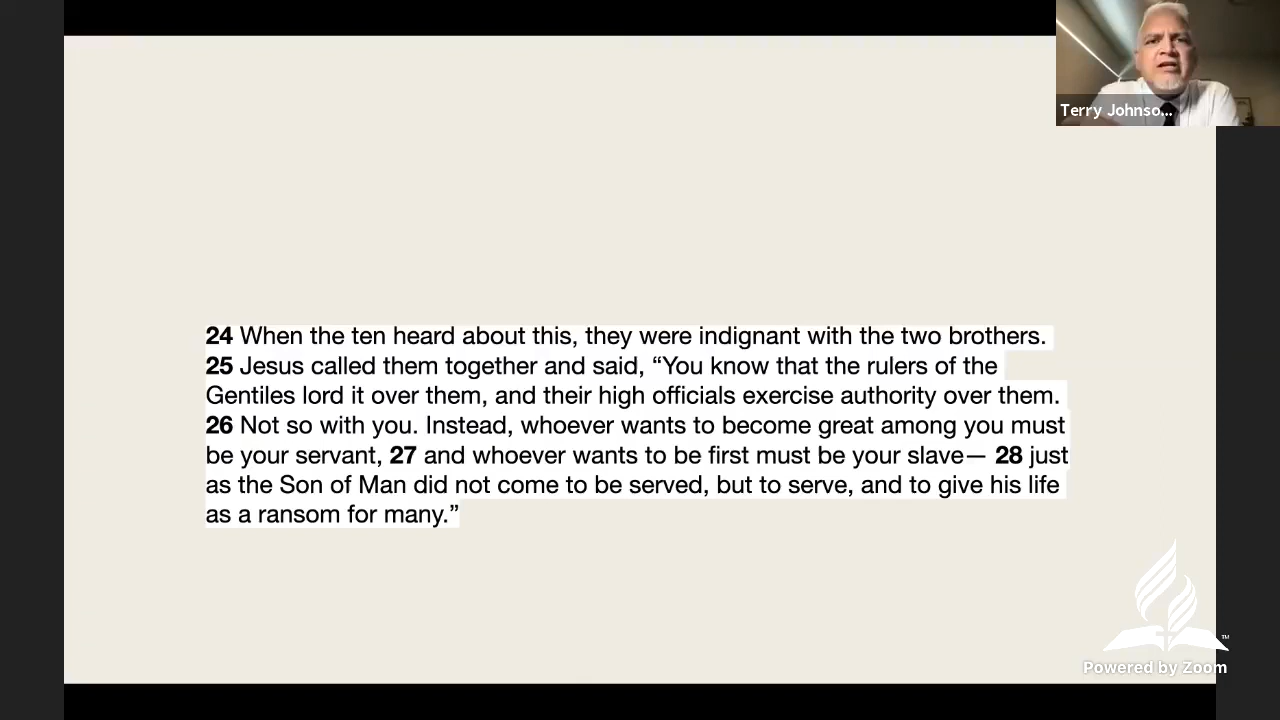 Terry Johnso...
24 When the ten heard about this, they were indignant with the two brothers.
25 Jesus called them together and said, “You know that the rulers of the
Gentiles lord it over them, and their high officials exercise authority over them.
26 Not so with you. Instead, whoever wants to become great among you must
be your servant, 27 and whoever wants to be first must be your slave— 28 just
as the Son of Man did not come to be served, but to serve, and to give his life
as a ransom for many.”
TM
Powered by Zoom